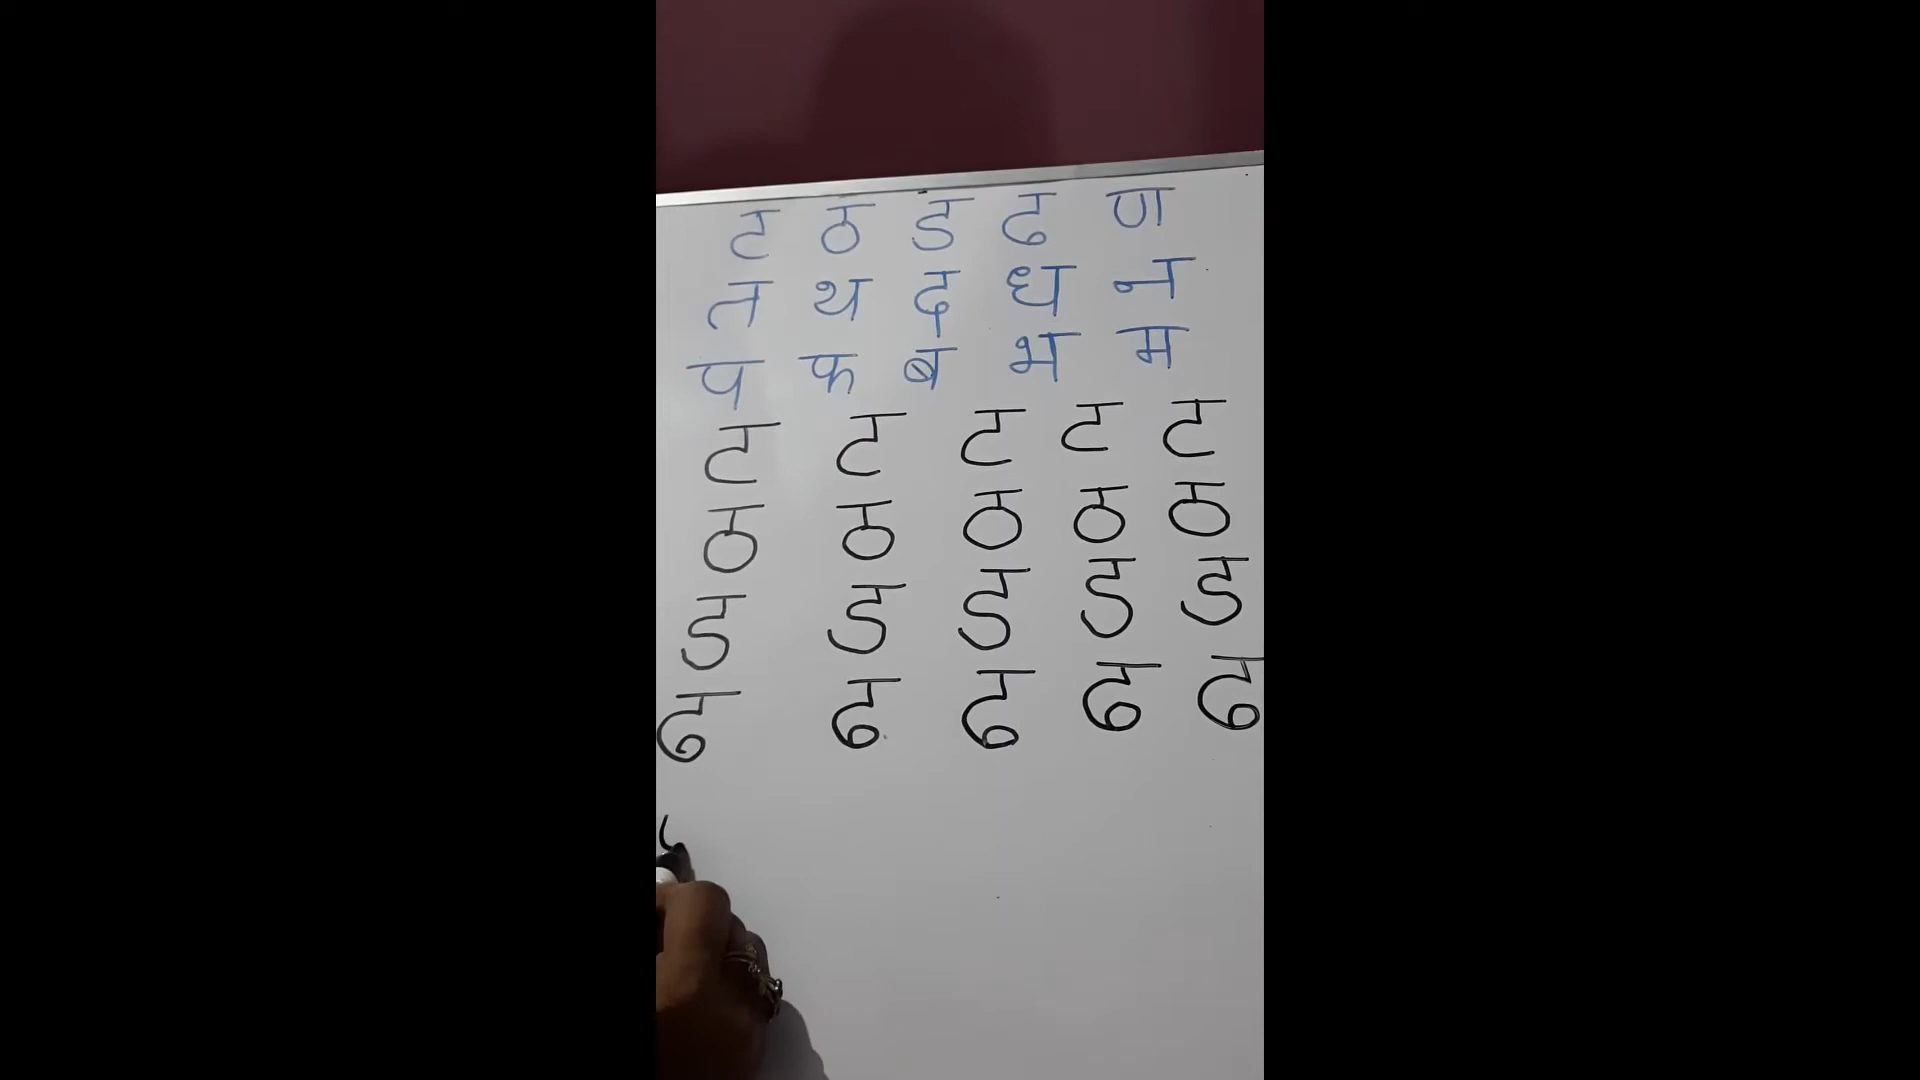 ट ठ ड ढ ण
त थ द ध न
प फ ब भ म
ट ट ट ट ट
ठ ठ ठ ठ ठ
ड ड ड ड ड
ढ ढ ढ ढ ढ